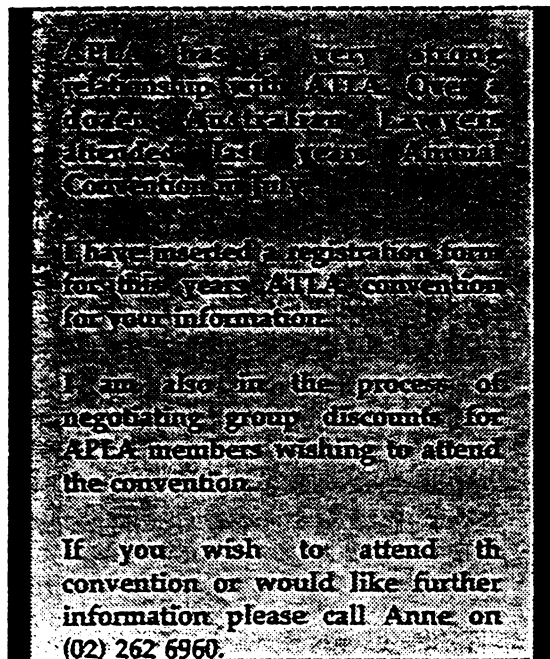 APLA has a very strong
relationship with ATLA. Over a
dozen Australian Lawyers
attended last years Annual
Convention in July.
I have inserted a registration form
for this years ATLA convention
for your information.
I am also in the process of
negotiating group discounts for
APLA members wishing to attend
the convention.
If you wish to attend th
convention or would like further
information please call Anne on
(02) 262 6960.